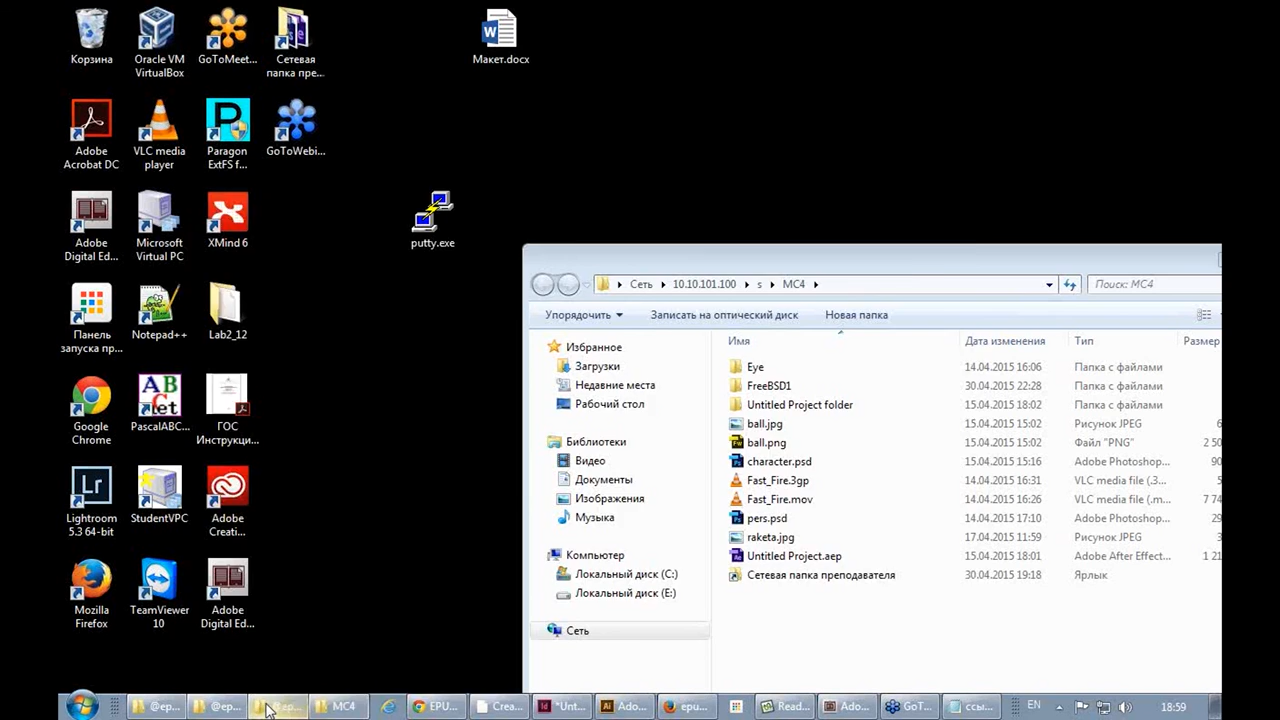 Корзина
Oracle VM
VirtualBox
GoToMeet...
Сетевая
папка пре...
Макет.docx
Adobe
Acrobat DC
VLC media
player
Paragon
ExtFS f...
GoToWebi...
Adobe
Digital Ed...
Microsoft
Virtual PC
XMind 6
putty.exe
Панель
запуска пр...
Notepad++
Lab2_12
Google
Chrome
PascalABC...
ГОС
Инструкци...
Lightroom
5.3 64-bit
StudentVPC
Adobe
Creati...
Mozilla
Firefox
TeamViewer
10
Adobe
Digital Ed...
Сеть 10.10.101.100 s MC4
Поиск: MC4
Упорядочить Записать на оптический диск Новая папка
Имя Дата изменения Тип Размер
Избранное
Загрузки
Недавние места
Рабочий стол
Библиотеки
Видео
Документы
Изображения
Музыка
Компьютер
Локальный диск (C:)
Локальный диск (E:)
Сеть
Eye 14.04.2015 16:06 Папка с файлами
FreeBSD1 30.04.2015 22:28 Папка с файлами
Untitled Project folder 15.04.2015 18:02 Папка с файлами
ball.jpg 15.04.2015 15:02 Рисунок JPEG
ball.png 15.04.2015 15:02 Файл "PNG" 2 50
character.psd 15.04.2015 15:16 Adobe Photoshop... 90
Fast_Fire.3gp 14.04.2015 16:31 VLC media file (.3... 5
Fast_Fire.mov 14.04.2015 16:26 VLC media file (.m... 7 74
pers.psd 14.04.2015 17:10 Adobe Photoshop... 29
raketa.jpg 17.04.2015 11:59 Рисунок JPEG 3
Untitled Project.aep 15.04.2015 18:01 Adobe After Effect... 1 21
Сетевая папка преподавателя 30.04.2015 19:18 Ярлык
@ep... @ep... MC4 EPU... Crea... *Unt... Ado... epu... Read... Ado... GoT... ссы... EN 18:59